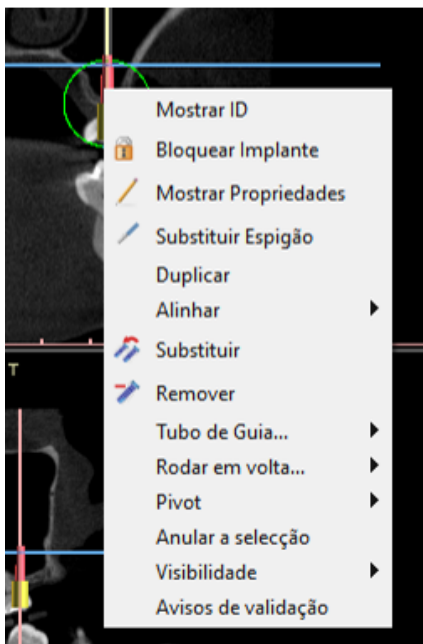 Mostrar ID
Bloquear Implante
Mostrar Propriedades
Substituir Espigão
Duplicar
Alinhar
Substituir
Remover
T
Tubo de Guia...
Rodar em volta...
Pivot
Anular a selecção
Visibilidade
Avisos de validação